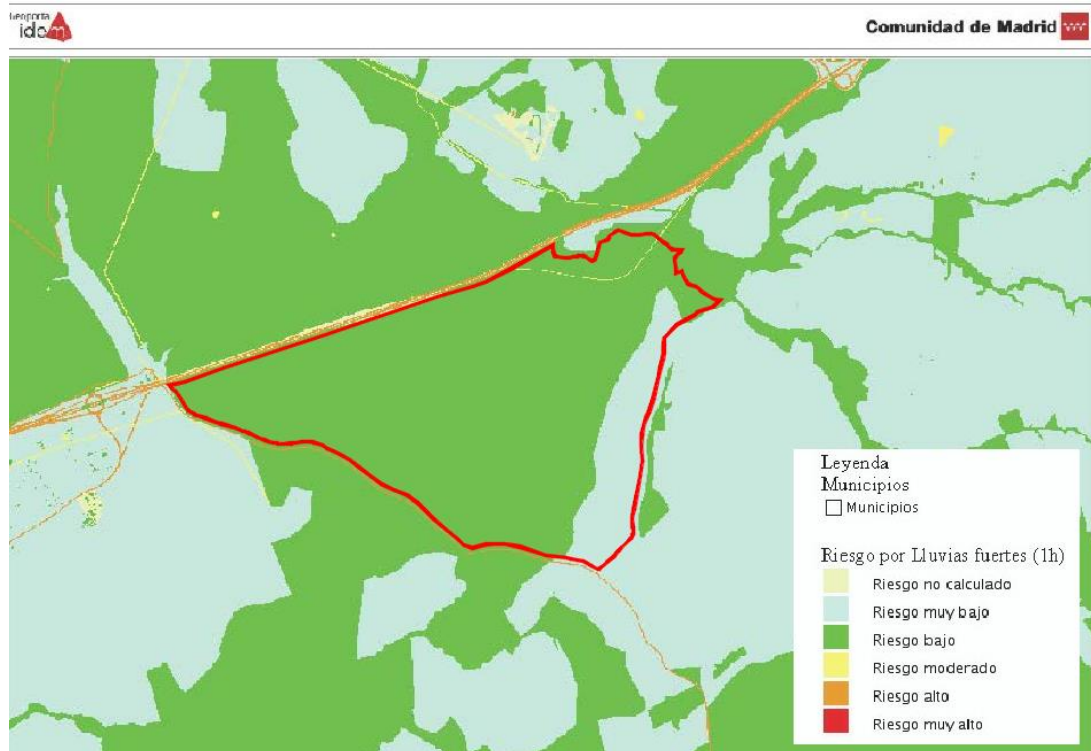 idem
Comunidad de Madrid
Leyenda
Municipios
Municipios
Riesgo por Lluvias fuertes (1h)
Riesgo no calculado
Riesgo muy bajo
Riesgo bajo
Riesgo moderado
Riesgo alto
Riesgo muy alto